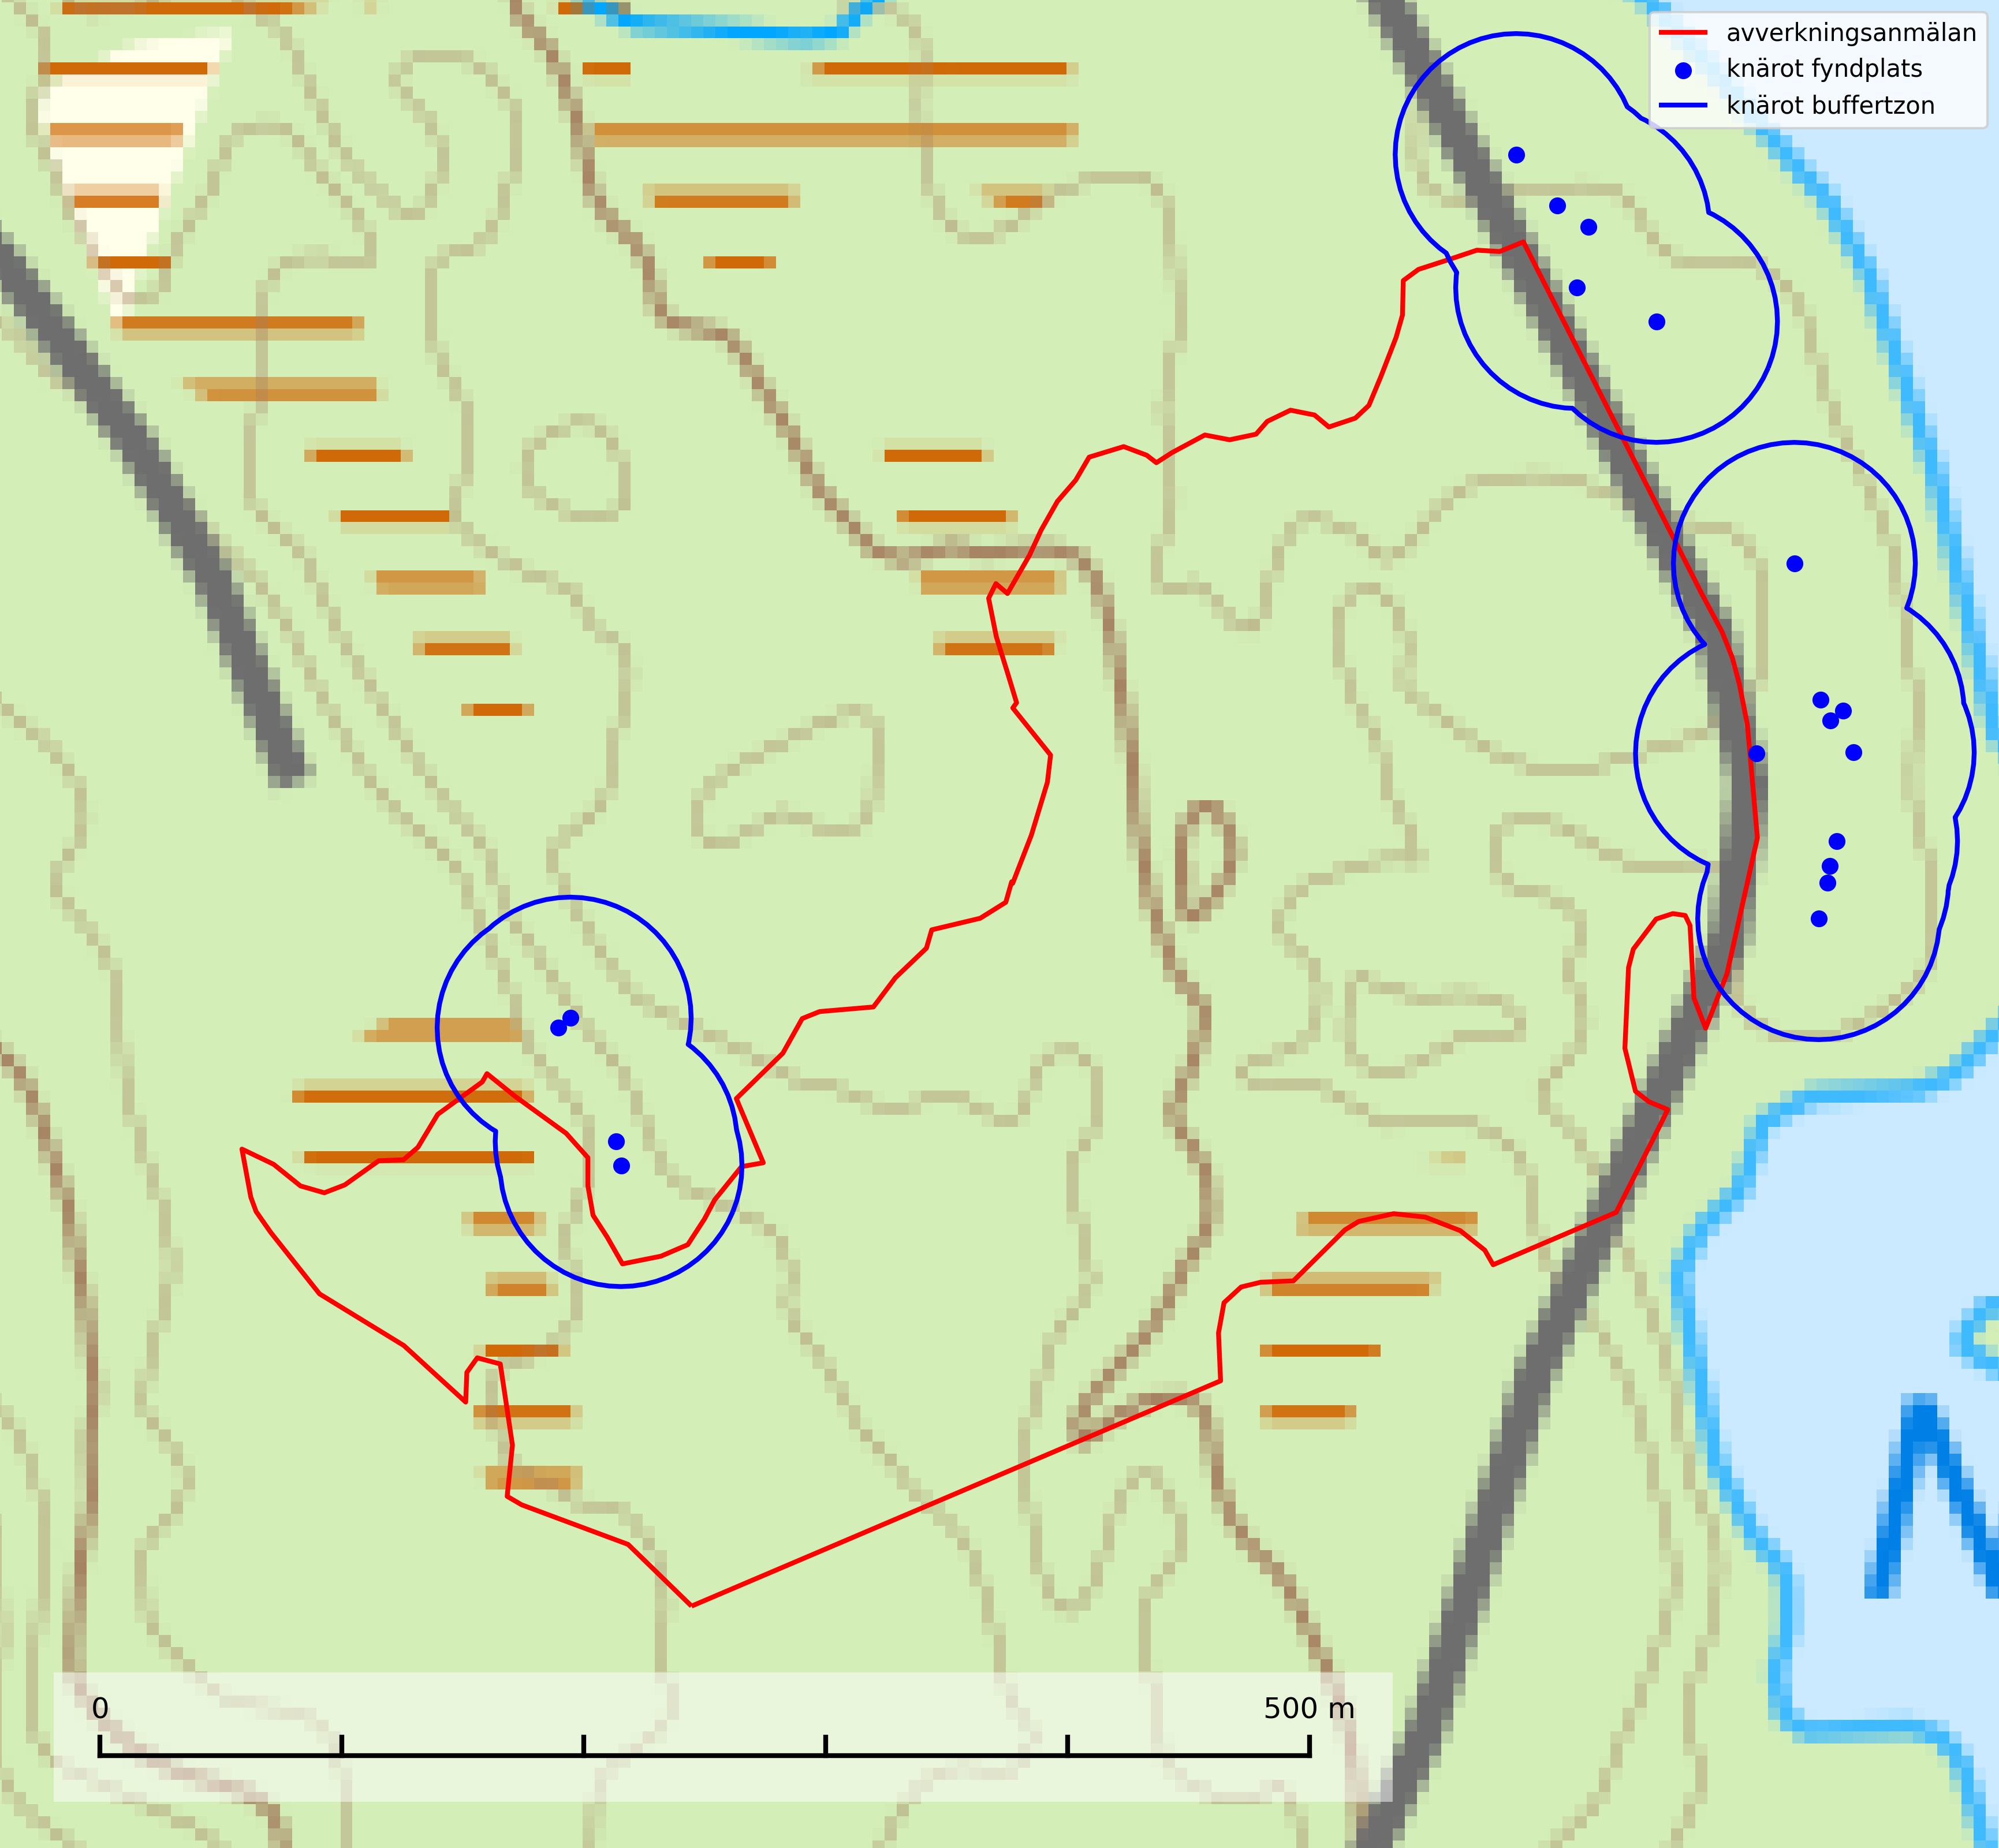 avverkningsanmälan
knärot fyndplats
knärot buffertzon
0 500 m